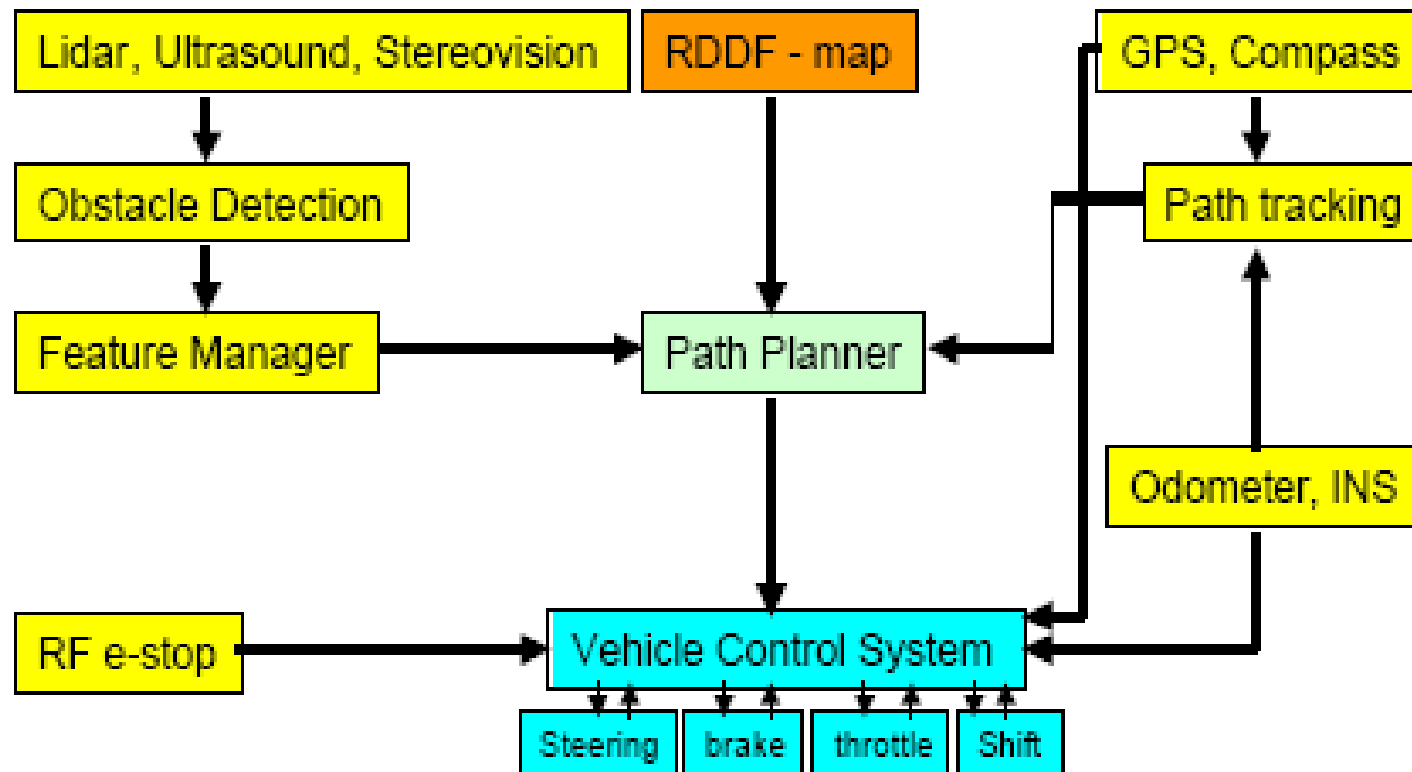 Lidar, Ultrasound, Stereovision
RDDF - map
GPS, Compass
Obstacle Detection
Path tracking
Feature Manager
Path Planner
Odometer, INS
RF e-stop
Vehicle Control System
Steering
brake
throttle
Shift